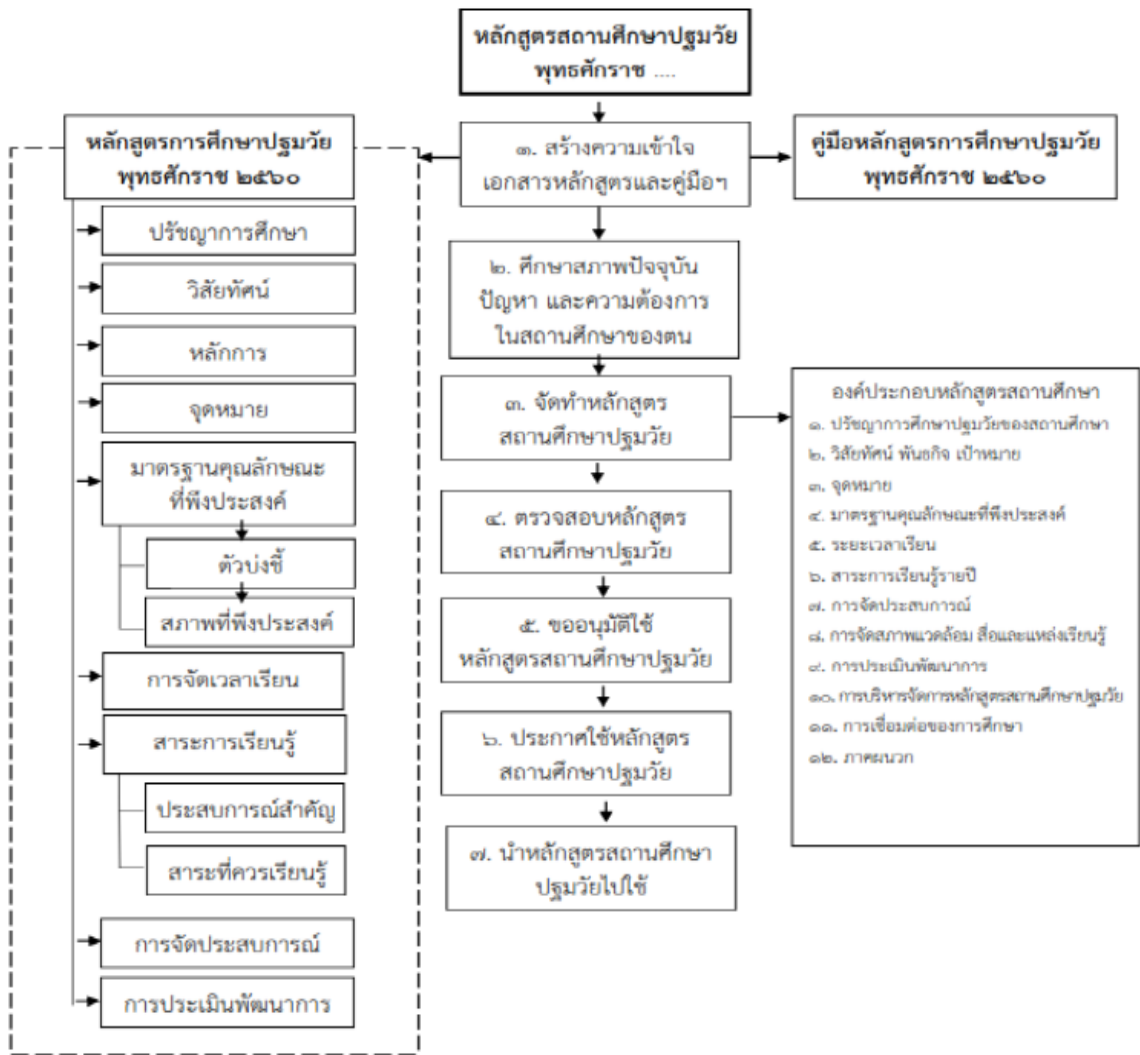 หลักสูตรสถานศึกษาปฐมวัย
พุทธศักราช ....
หลักสูตรการศึกษาปฐมวัย
พุทธศักราช ๒๕๖๐
ปรัชญาการศึกษา
วิสัยทัศน์
หลักการ
จุดหมาย
มาตรฐานคุณลักษณะ
ที่พึงประสงค์
ตัวบ่งชี้
สภาพที่พึงประสงค์
การจัดเวลาเรียน
สาระการเรียนรู้
ประสบการณ์สำคัญ
สาระที่ควรเรียนรู้
การจัดประสบการณ์
การประเมินพัฒนาการ
๑. สร้างความเข้าใจ
เอกสารหลักสูตรและคู่มือฯ
๒. ศึกษาสภาพปัจจุบัน
ปัญหา และความต้องการ
ในสถานศึกษาของตน
๓. จัดทำหลักสูตร
สถานศึกษาปฐมวัย
๔. ตรวจสอบหลักสูตร
สถานศึกษาปฐมวัย
๕. ขออนุมัติใช้
หลักสูตรสถานศึกษาปฐมวัย
๖. ประกาศใช้หลักสูตร
สถานศึกษาปฐมวัย
๗. นำหลักสูตรสถานศึกษา
ปฐมวัยไปใช้
คู่มือหลักสูตรการศึกษาปฐมวัย
พุทธศักราช ๒๕๖๐
องค์ประกอบหลักสูตรสถานศึกษา
๑. ปรัชญาการศึกษาปฐมวัยของสถานศึกษา
๒. วิสัยทัศน์ พันธกิจ เป้าหมาย
๓. จุดหมาย
๔. มาตรฐานคุณลักษณะที่พึงประสงค์
๕. ระยะเวลาเรียน
๖. สาระการเรียนรู้รายปี
๗. การจัดประสบการณ์
๘. การจัดสภาพแวดล้อม สื่อและแหล่งเรียนรู้
๙. การประเมินพัฒนาการ
๑๐. การบริหารจัดการหลักสูตรสถานศึกษาปฐมวัย
๑๑. การเชื่อมต่อของการศึกษา
๑๒. ภาคผนวก